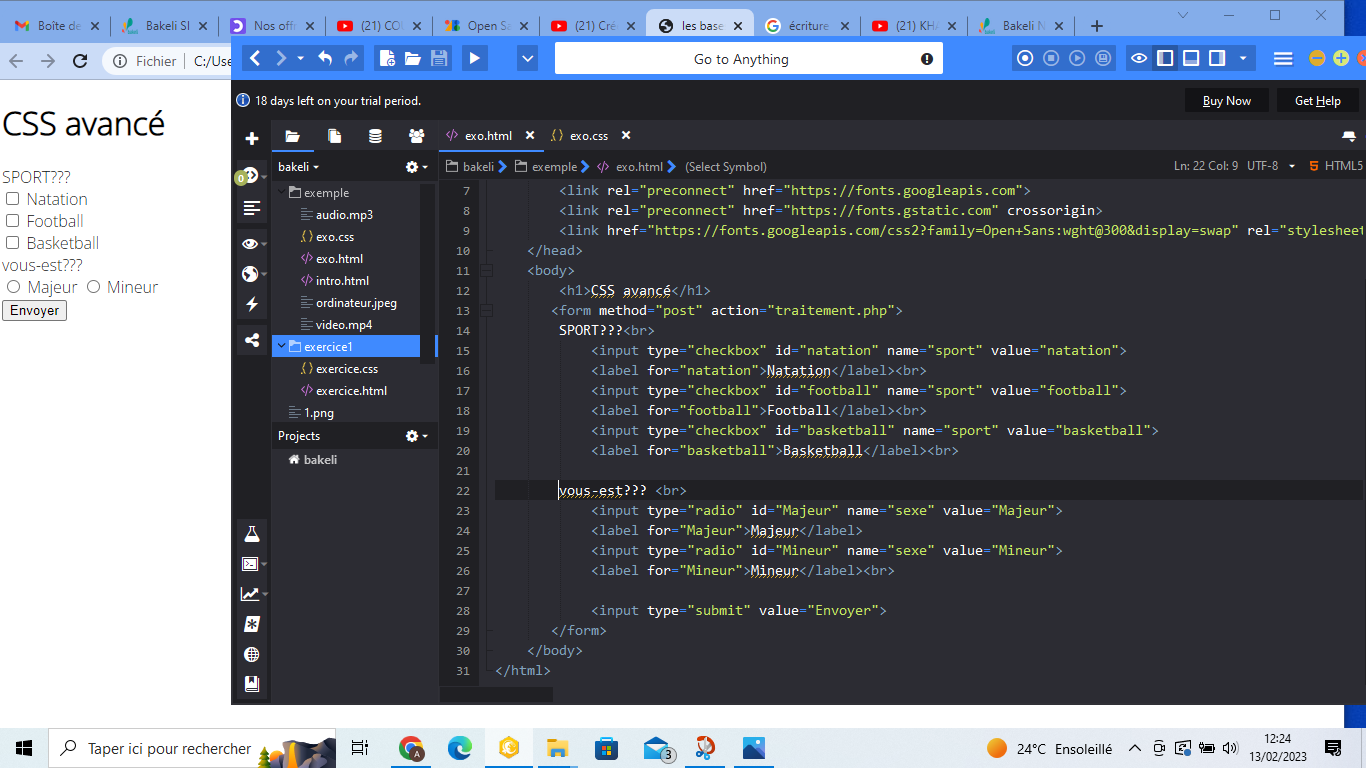 Boîte de
Bakeli Sl
Nos offr
(21) COU
Open Sa
(21) Cré
les base
écriture
(21) KHA
Bakeli N
Fichier
C:/Use
Go to Anything
18 days left on your trial period.
Buy Now
Get Help
exo.html
exo.css
bakeli
bakeli
exemple
exo.html
(Select Symbol)
Ln: 22 Col: 9 UTF-8
HTML5
CSS avancé
SPORT???
Natation
Football
Basketball
vous-est???
Majeur
Mineur
Envoyer
0
exemple
audio.mp3
exo.css
exo.html
intro.html
ordinateur.jpeg
video.mp4
exercice1
exercice.css
exercice.html
1.png
Projects
bakeli
7 <link rel="preconnect" href="https://fonts.googleapis.com">
8 <link rel="preconnect" href="https://fonts.gstatic.com" crossorigin>
9 <link href="https://fonts.googleapis.com/css2?family=Open+Sans:wght@300&display=swap" rel="stylesheet
10 </head>
11 <body>
12 <h1>CSS avancé</h1>
13 <form method="post" action="traitement.php">
14 SPORT???<br>
15 <input type="checkbox" id="natation" name="sport" value="natation">
16 <label for="natation">Natation</label><br>
17 <input type="checkbox" id="football" name="sport" value="football">
18 <label for="football">Football</label><br>
19 <input type="checkbox" id="basketball" name="sport" value="basketball">
20 <label for="basketball">Basketball</label><br>
21
22 vous-est??? <br>
23 <input type="radio" id="Majeur" name="sexe" value="Majeur">
24 <label for="Majeur">Majeur</label>
25 <input type="radio" id="Mineur" name="sexe" value="Mineur">
26 <label for="Mineur">Mineur</label><br>
27
28 <input type="submit" value="Envoyer">
29 </form>
30 </body>
31 </html>
Taper ici pour rechercher
A
3
24°C Ensoleillé
12:24
13/02/2023